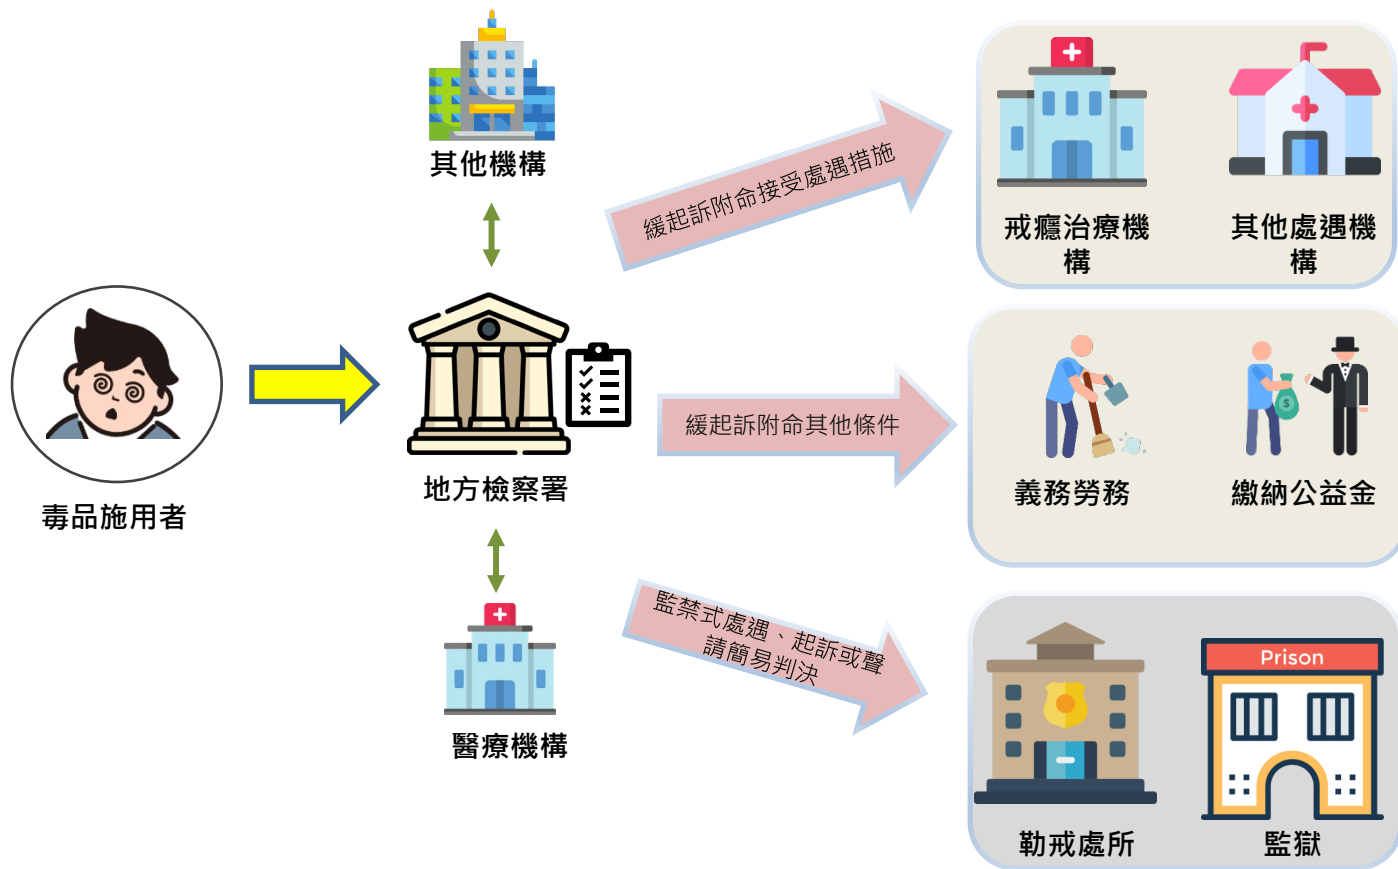 其他機構
毒品施用者
地方檢察署
醫療機構
緩起訴附命接受處遇措施
戒癮治療機
構
其他處遇機
構
緩起訴附命其他條件
$
義務勞務
繳納公益金
監禁式處遇、起訴或聲
請簡易判決
勒戒處所
Prison
監獄